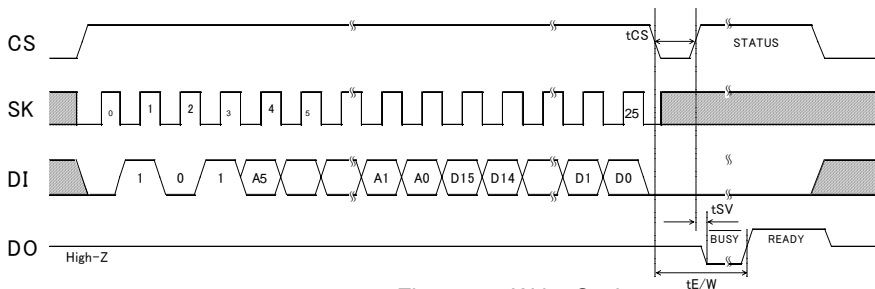 CS tCS STATUS
SK 0 1 2 3 4 5 25
DI 1 0 1 A5 A1 A0 D15 D14 D1 D0
tSV
DO High-Z BUSY READY
tE/W